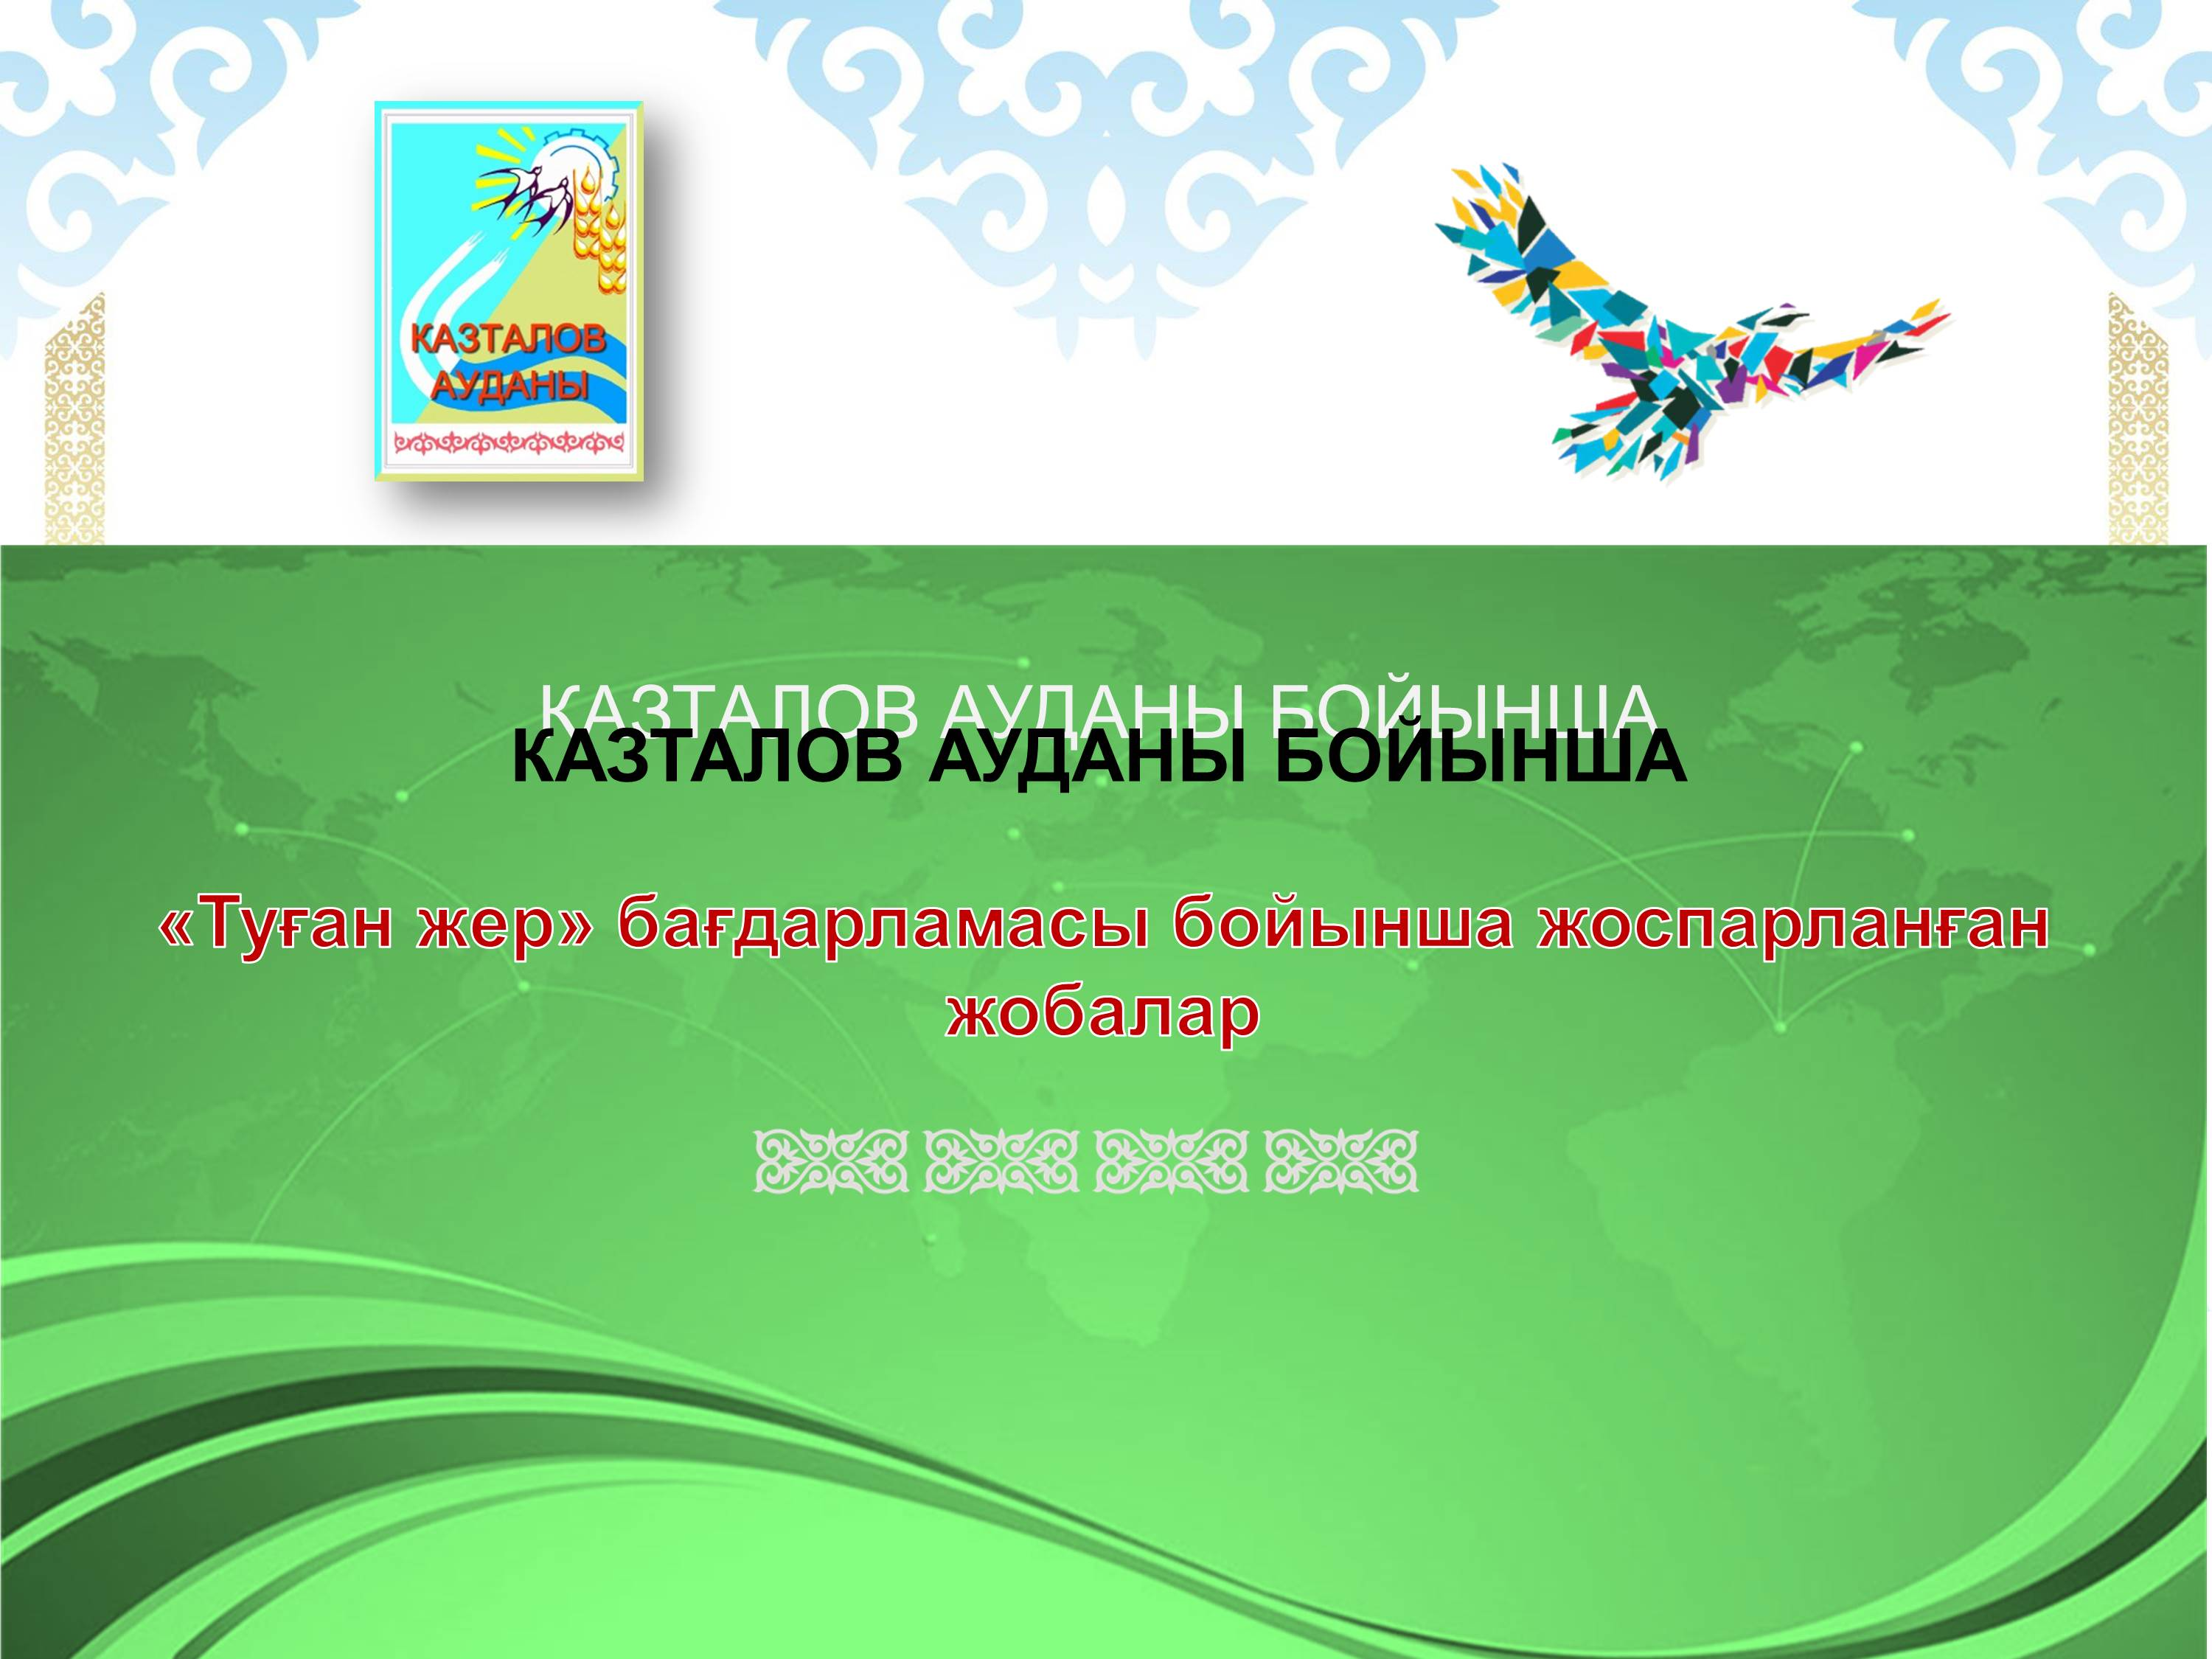 КАЗТАЛОВ
АУДАНЫ
КАЗТАЛОВ АУДАНЫ БОЙЫНША
КАЗТАЛОВ АУДАНЫ БОЙЫНША
«Туған жер» бағдарламасы бойынша жоспарланған
жобалар